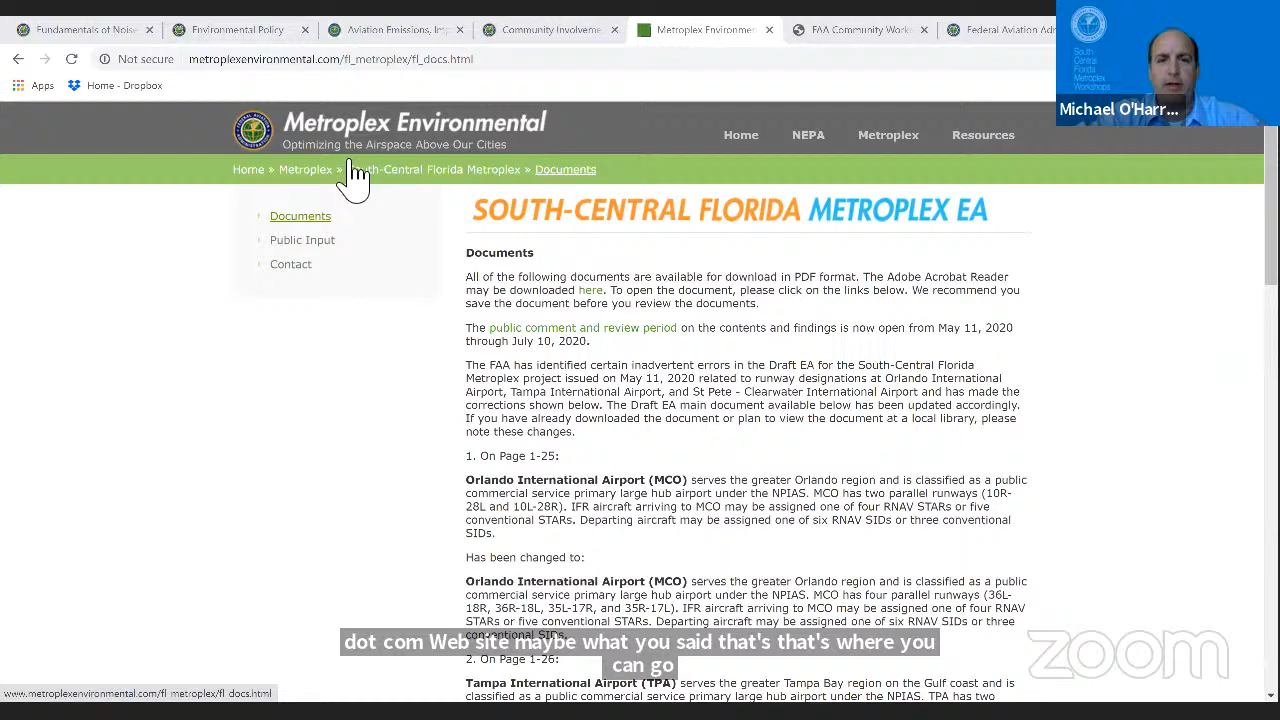 Fundamentals of Noise
Environmental Policy
Aviation Emissions, Imp
Community Involveme
Metroplex Environmen
FAA Community Work
Federal Aviation Adm
Not secure
metroplexenvironmental.com/fl_metroplex/fl_docs.html
Apps
Home - Dropbox
South
Central
Florida
Metroplex
Workshops
Michael O'Harr...
Metroplex Environmental
Optimizing the Airspace Above Our Cities
Home
NEPA
Metroplex
Resources
Home » Metroplex » South-Central Florida Metroplex » Documents
Documents
Public Input
Contact
SOUTH-CENTRAL FLORIDA METROPLEX EA
Documents
All of the following documents are available for download in PDF format. The Adobe Acrobat Reader
may be downloaded here. To open the document, please click on the links below. We recommend you
save the document before you review the documents.
The public comment and review period on the contents and findings is now open from May 11, 2020
through July 10, 2020.
The FAA has identified certain inadvertent errors in the Draft EA for the South-Central Florida
Metroplex project issued on May 11, 2020 related to runway designations at Orlando International
Airport, Tampa International Airport, and St Pete - Clearwater International Airport and has made the
corrections shown below. The Draft EA main document available below has been updated accordingly.
If you have already downloaded the document or plan to view the document at a local library, please
note these changes.
1. On Page 1-25:
Orlando International Airport (MCO) serves the greater Orlando region and is classified as a public
commercial service primary large hub airport under the NPIAS. MCO has two parallel runways (10R-
28L and 10L-28R). IFR aircraft arriving to MCO may be assigned one of four RNAV STARs or five
conventional STARs. Departing aircraft may be assigned one of six RNAV SIDs or three conventional
SIDs.
Has been changed to:
Orlando International Airport (MCO) serves the greater Orlando region and is classified as a public
commercial service primary large hub airport under the NPIAS. MCO has four parallel runways (36L-
18R, 36R-18L, 35L-17R, and 35R-17L). IFR aircraft arriving to MCO may be assigned one of four RNAV
STARs or five conventional STARs. Departing aircraft may be assigned one of six RNAV SIDs or three
conventional SIDs.
dot com Web site maybe what you said that's that's where you
can go
2. On Page 1-26:
Tampa International Airport (TPA) serves the greater Tampa Bay region on the Gulf coast and is
classified as a public commercial service primary large hub airport under the NPIAS. TPA has two
zoom
www.metroplexenvironmental.com/fl_metroplex/fl_docs.html